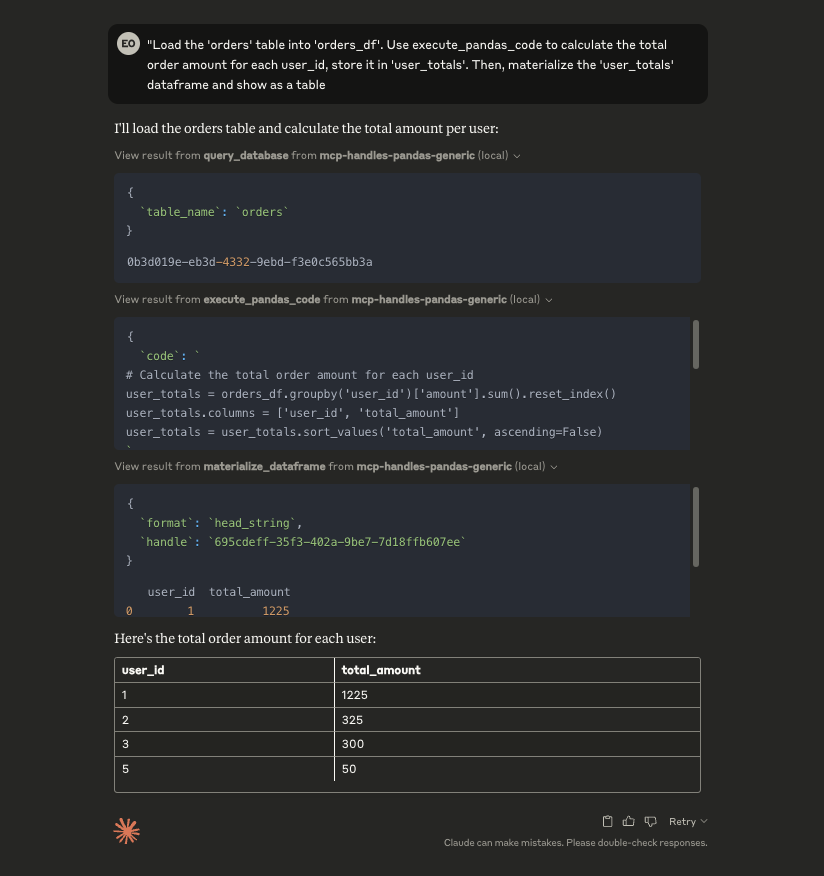 EO
"Load the 'orders' table into 'orders_df'. Use execute_pandas_code to calculate the total
order amount for each user_id, store it in 'user_totals'. Then, materialize the 'user_totals'
dataframe and show as a table
I'll load the orders table and calculate the total amount per user:
View result from query_database from mcp-handles-pandas-generic (local)
{
`table_name`: `orders`
}
0b3d019e-eb3d-4332-9ebd-f3e0c565bb3a
View result from execute_pandas_code from mcp-handles-pandas-generic (local)
{
`code`: `
# Calculate the total order amount for each user_id
user_totals = orders_df.groupby('user_id')['amount'].sum().reset_index()
user_totals.columns = ['user_id', 'total_amount']
user_totals = user_totals.sort_values('total_amount', ascending=False)
`
View result from materialize_dataframe from mcp-handles-pandas-generic (local)
{
`format`: `head_string`,
`handle`: `695cdeff-35f3-402a-9be7-7d18ffb607ee`
}
user_id total_amount
0 1 1225
Here's the total order amount for each user:
user_id total_amount
1 1225
2 325
3 300
5 50
Retry
Claude can make mistakes. Please double-check responses.